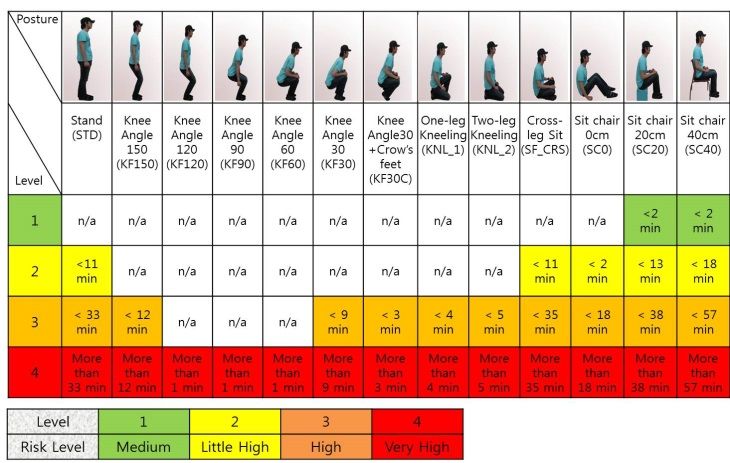 Posture
Level
Stand (STD)
Knee Angle 150 (KF150)
Knee Angle 120 (KF120)
Knee Angle 90 (KF90)
Knee Angle 60 (KF60)
Knee Angle 30 (KF30)
Knee Angle30 +Crow's feet (KF30C)
One-leg Kneeling (KNL_1)
Two-leg Kneeling (KNL_2)
Cross-leg Sit (SF_CRS)
Sit chair 0cm (SC0)
Sit chair 20cm (SC20)
Sit chair 40cm (SC40)
1 n/a n/a n/a n/a n/a n/a n/a n/a n/a n/a n/a <2 min < 2 min
2 <11 min n/a n/a n/a n/a n/a n/a n/a n/a < 11 min < 2 min < 13 min < 18 min
3 < 33 min < 12 min n/a n/a n/a < 9 min < 3 min < 4 min < 5 min < 35 min < 18 min < 38 min < 57 min
4 More than 33 min More than 12 min More than 1 min More than 1 min More than 1 min More than 9 min More than 3 min More than 4 min More than 5 min More than 35 min More than 18 min More than 38 min More than 57 min
Level 1 2 3 4
Risk Level Medium Little High High Very High